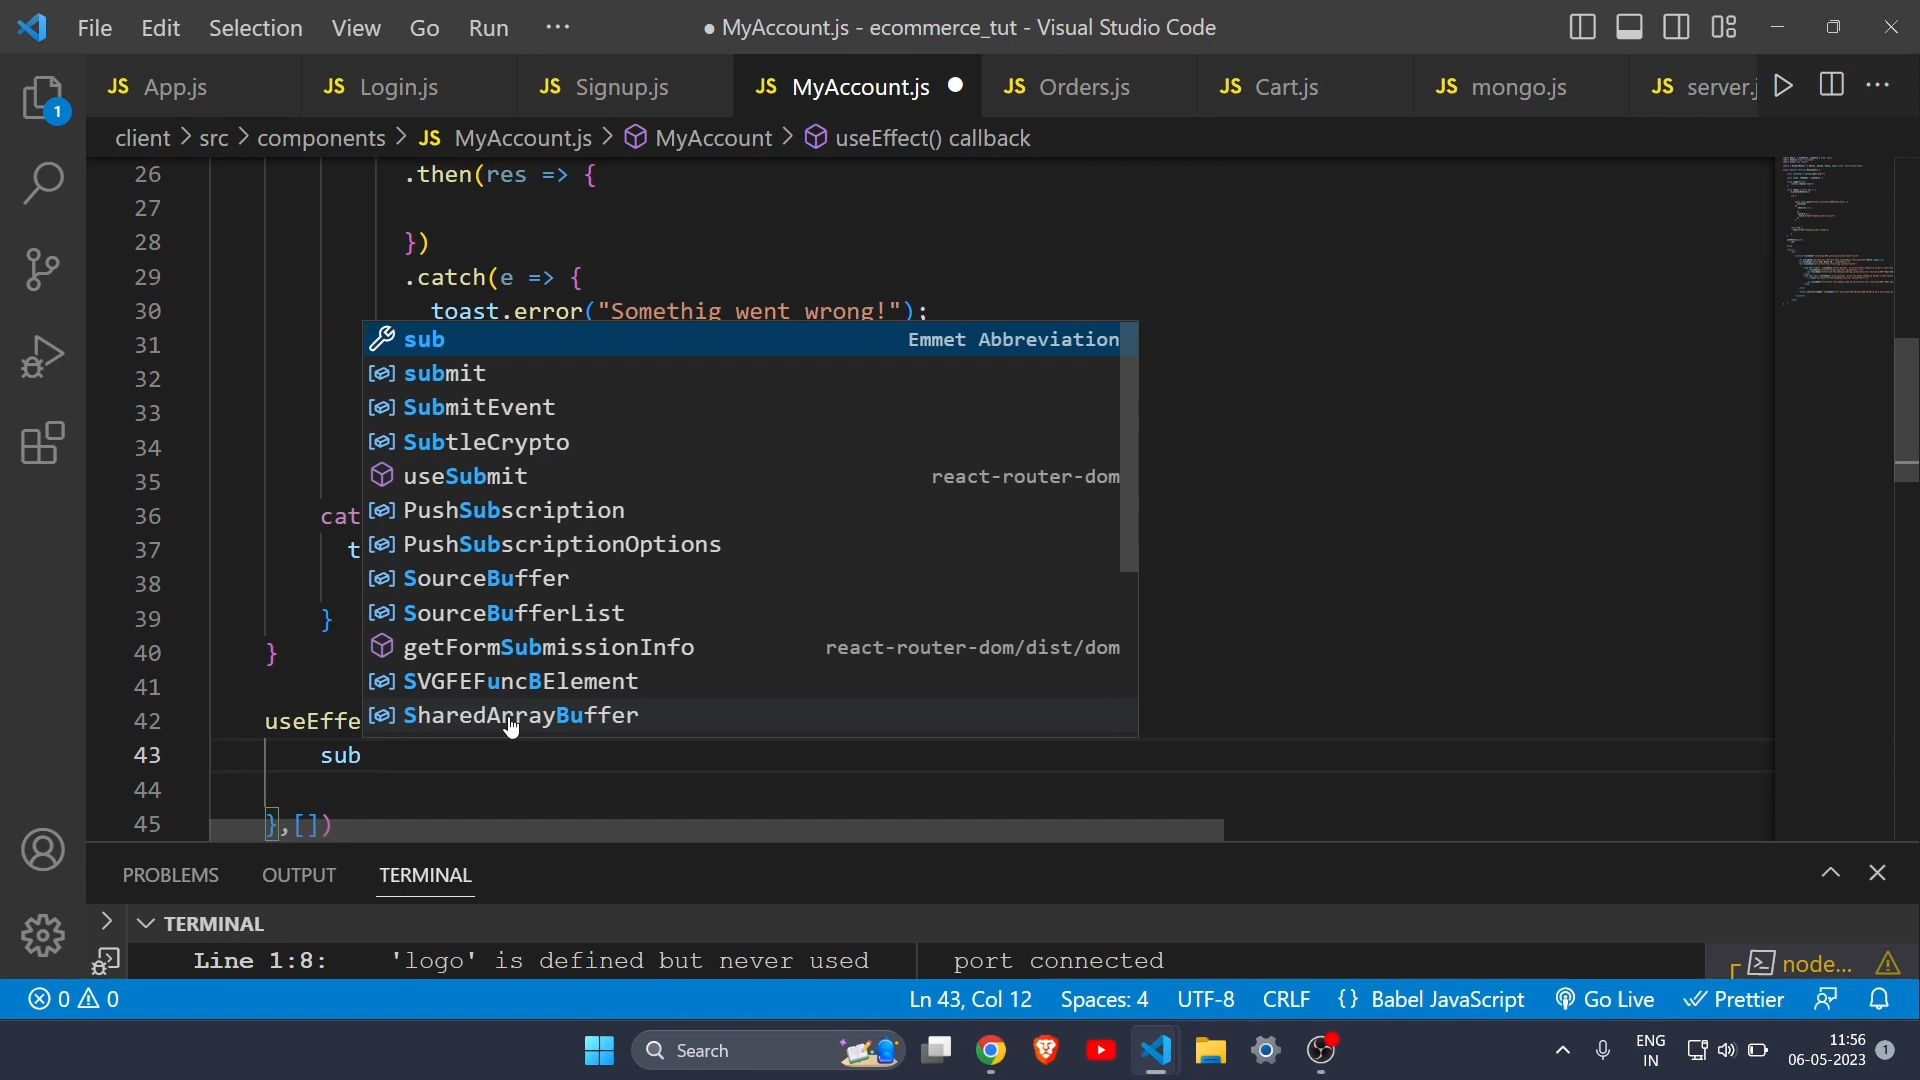 File Edit Selection View Go Run ··· ● MyAccount.js - ecommerce_tut - Visual Studio Code
JS App.js JS Login.js JS Signup.js JS MyAccount.js ● JS Orders.js JS Cart.js JS mongo.js JS server.j
client > src > components > JS MyAccount.js > MyAccount > useEffect() callback
1
26 .then(res => {
27
28 })
29 .catch(e => {
30 toast.error("Somethig went wrong!");
31 sub Emmet Abbreviation
32 submit
33 SubmitEvent
34 SubtleCrypto
35 useSubmit react-router-dom
36 cat PushSubscription
37 t PushSubscriptionOptions
38 SourceBuffer
39 } SourceBufferList
40 } getFormSubmissionInfo react-router-dom/dist/dom
41 SVGFEFuncBElement
42 useEffe SharedArrayBuffer
43 sub
44
45 },[])
PROBLEMS OUTPUT TERMINAL
TERMINAL
Line 1:8: 'logo' is defined but never used port connected node...
0 0 Ln 43, Col 12 Spaces: 4 UTF-8 CRLF {} Babel JavaScript Go Live Prettier
Search ENG IN 11:56 06-05-2023 1